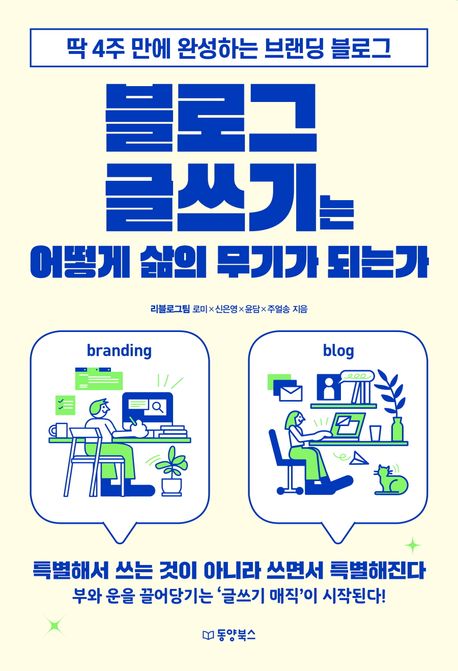 딱 4주 만에 완성하는 브랜딩 블로그
블로그
글쓰기는
어떻게 삶의 무기가 되는가
리블로그팀 로미×신은영×윤담×주얼송 지음
branding
blog
특별해서 쓰는 것이 아니라 쓰면서 특별해진다
부와 운을 끌어당기는 ‘글쓰기 매직’이 시작된다!
동양북스